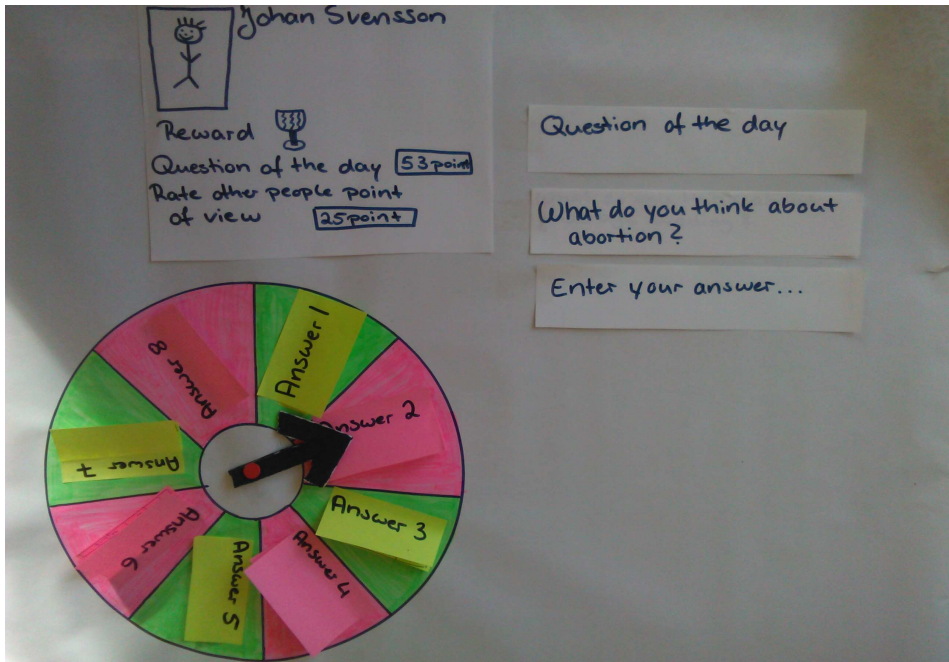 Johan Svensson
Reward
Question of the day 53 point
Rate other people point
of view 25 point
Question of the day
What do you think about
abortion?
Enter your answer...
Answer 1
Answer 2
Answer 3
Answer 4
Answer 5
Answer 6
Answer 7
Answer 8